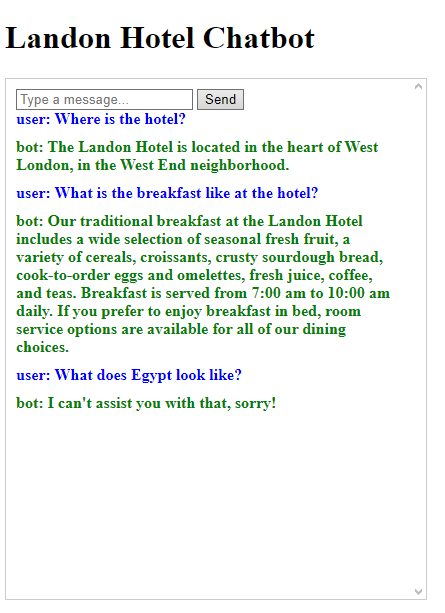 Landon Hotel Chatbot
Type a message... Send
user: Where is the hotel?
bot: The Landon Hotel is located in the heart of West
London, in the West End neighborhood.
user: What is the breakfast like at the hotel?
bot: Our traditional breakfast at the Landon Hotel
includes a wide selection of seasonal fresh fruit, a
variety of cereals, croissants, crusty sourdough bread,
cook-to-order eggs and omelettes, fresh juice, coffee,
and teas. Breakfast is served from 7:00 am to 10:00 am
daily. If you prefer to enjoy breakfast in bed, room
service options are available for all of our dining
choices.
user: What does Egypt look like?
bot: I can't assist you with that, sorry!